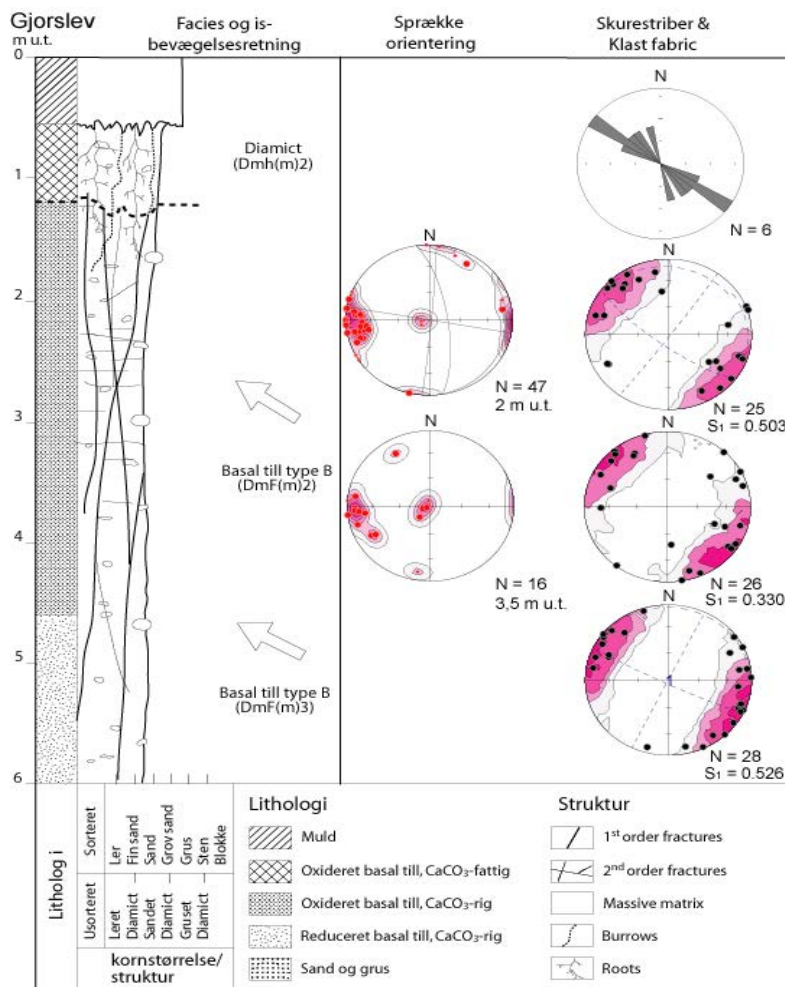 Gjorslev
m u.t.
Facies og is-
bevægelsesretning
Sprække
orientering
Skurestriber &
Klast fabric
0
1
2
3
4
5
6
Diamict
(Dmh(m)2)
Basal till type B
(DmF(m)2)
Basal till type B
(DmF(m)3)
N
N = 47
2 m u.t.
N
N = 16
3,5 m u.t.
N
N = 6
N
N = 25
S1 = 0.503
N
N = 26
S1 = 0.330
N
N = 28
S1 = 0.526
Lithologi
Sorteret
Ler
Fin sand
Sand
Grov sand
Grus
Sten
Blokke
Usorteret
Leret
Diamict
Sandet
Diamict
Gruset
Diamict
kornstørrelse/
struktur
Lithologi
Muld
Oxideret basal till, CaCO3-fattig
Oxideret basal till, CaCO3-rig
Reduceret basal till, CaCO3-rig
Sand og grus
Struktur
1st order fractures
2nd order fractures
Massive matrix
Burrows
Roots